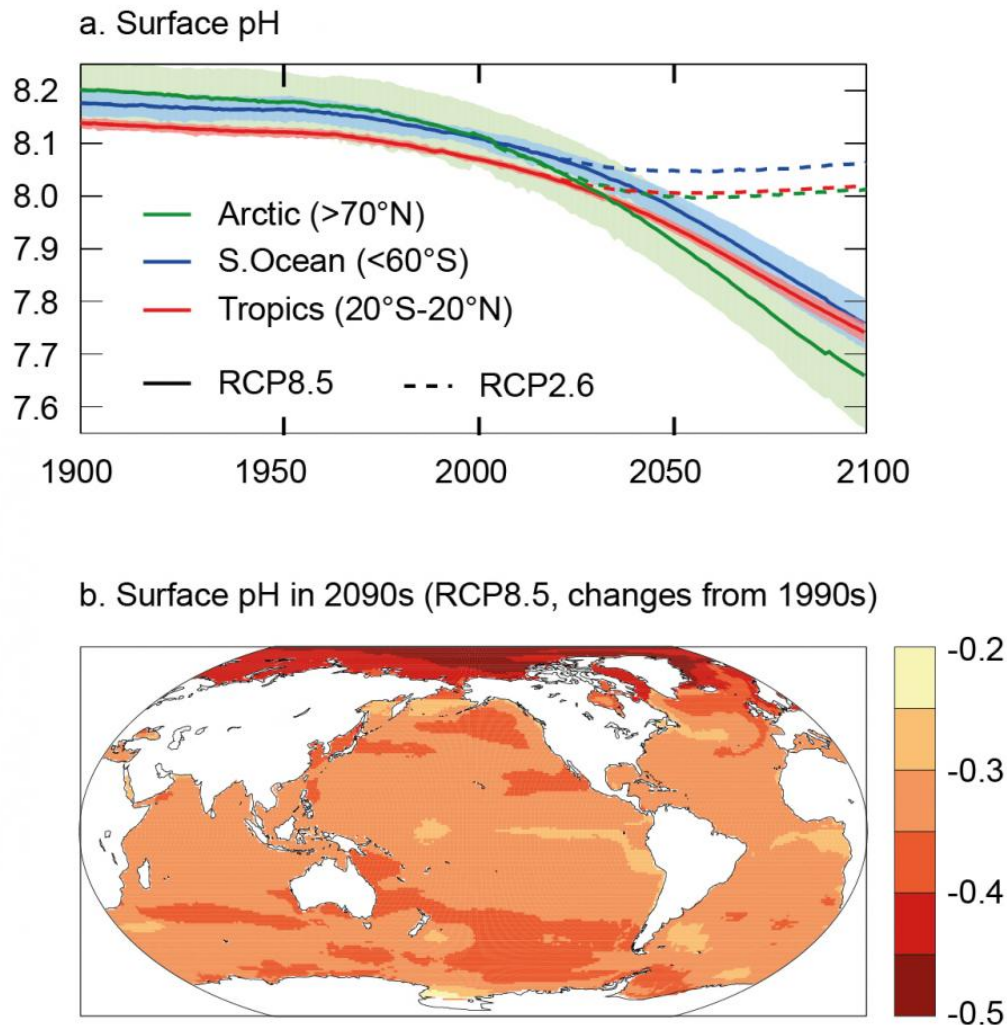 a. Surface pH
8.2
8.1
8.0
7.9
7.8
7.7
7.6
Arctic (>70°N)
S.Ocean (<60°S)
Tropics (20°S-20°N)
RCP8.5 RCP2.6
1900 1950 2000 2050 2100
b. Surface pH in 2090s (RCP8.5, changes from 1990s)
-0.2
-0.3
-0.4
-0.5